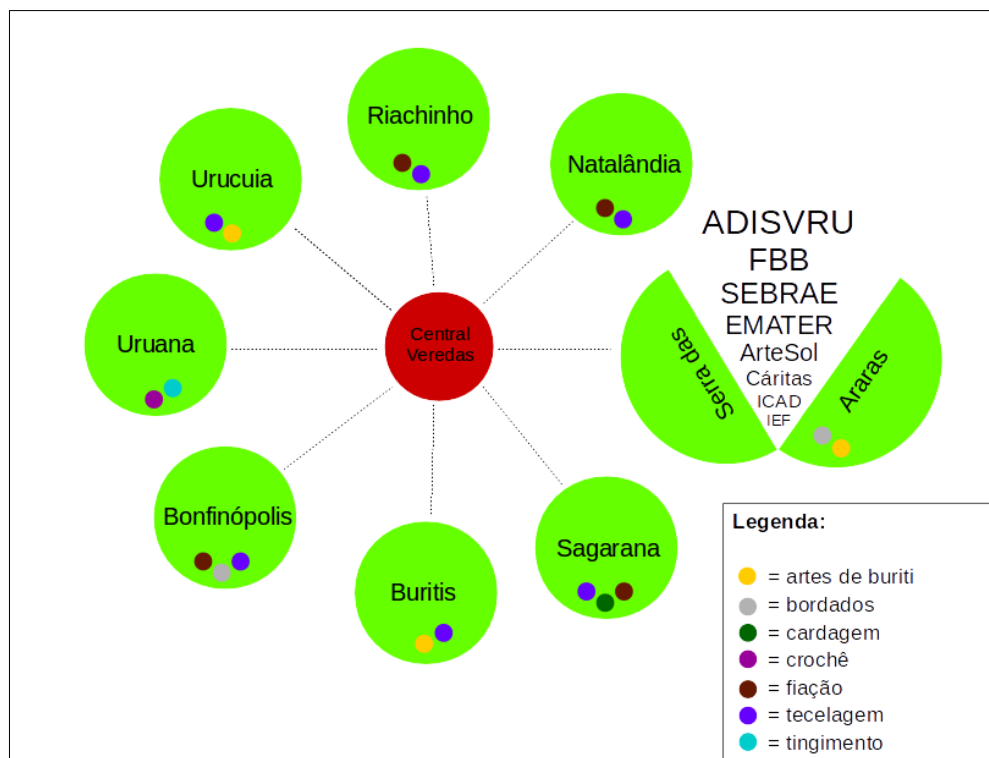 Riachinho
Natalândia
Urucuia
ADISVRU
FBB
SEBRAE
EMATER
ArteSol
Cáritas
ICAD
IEF
Serra das
Araras
Central
Veredas
Uruana
Bonfinópolis
Buritis
Sagarana
Legenda:
= artes de buriti
= bordados
= cardagem
= crochê
= fiação
= tecelagem
= tingimento